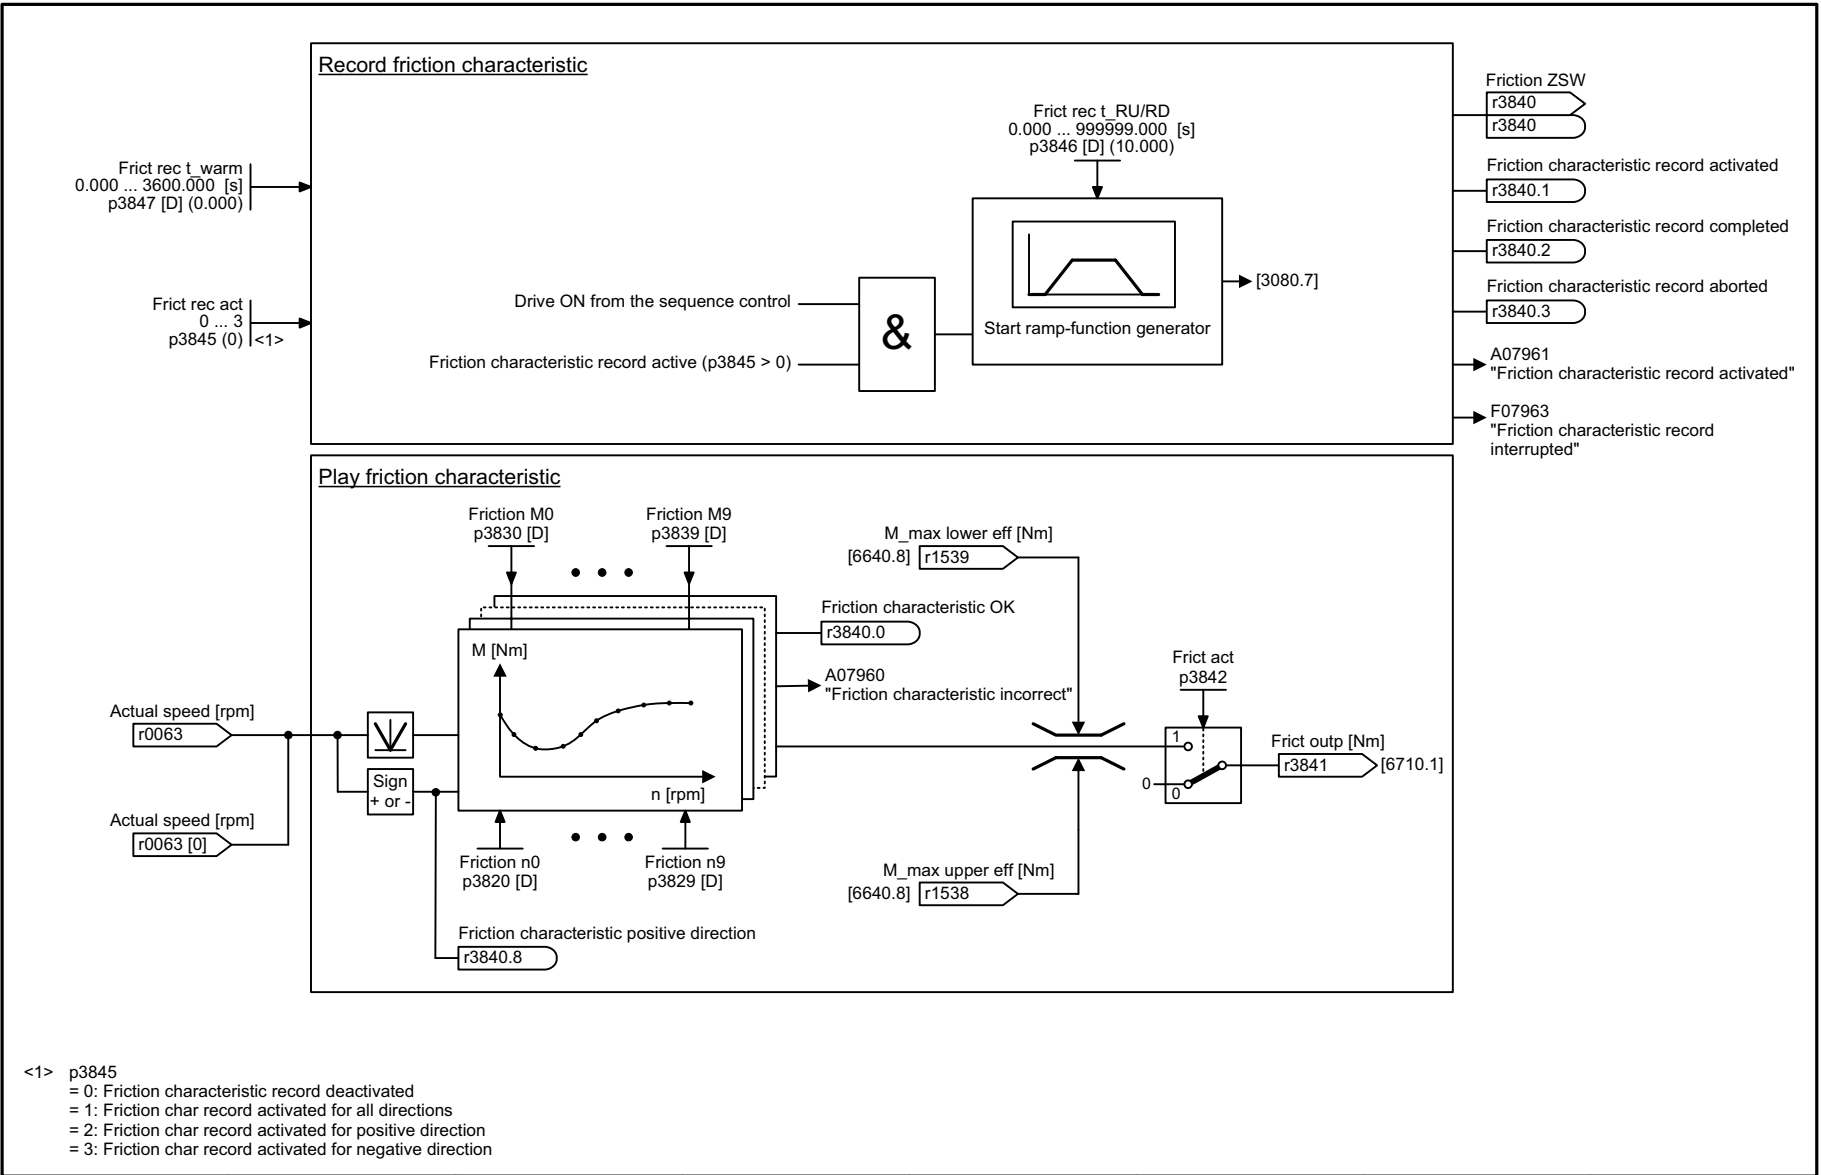 Record friction characteristic
Frict rec t_warm
0.000 ... 3600.000 [s]
p3847 [D] (0.000)
Frict rec act
0 ... 3
p3845 (0)
<1>
Frict rec t_RU/RD
0.000 ... 999999.000 [s]
p3846 [D] (10.000)
Start ramp-function generator
[3080.7]
Drive ON from the sequence control
&
Friction characteristic record active (p3845 > 0)
Friction ZSW
r3840
r3840
Friction characteristic record activated
r3840.1
Friction characteristic record completed
r3840.2
Friction characteristic record aborted
r3840.3
A07961
"Friction characteristic record activated"
F07963
"Friction characteristic record
interrupted"
Play friction characteristic
Friction M0
p3830 [D]
Friction M9
p3839 [D]
M_max lower eff [Nm]
[6640.8]
r1539
Friction characteristic OK
r3840.0
A07960
"Friction characteristic incorrect"
M [Nm]
n [rpm]
Actual speed [rpm]
r0063
Sign
+ or -
Actual speed [rpm]
r0063 [0]
Friction n0
p3820 [D]
Friction n9
p3829 [D]
M_max upper eff [Nm]
[6640.8]
r1538
Frict act
p3842
1
0
0
Frict outp [Nm]
r3841
[6710.1]
Friction characteristic positive direction
r3840.8
<1> p3845
= 0: Friction characteristic record deactivated
= 1: Friction char record activated for all directions
= 2: Friction char record activated for positive direction
= 3: Friction char record activated for negative direction